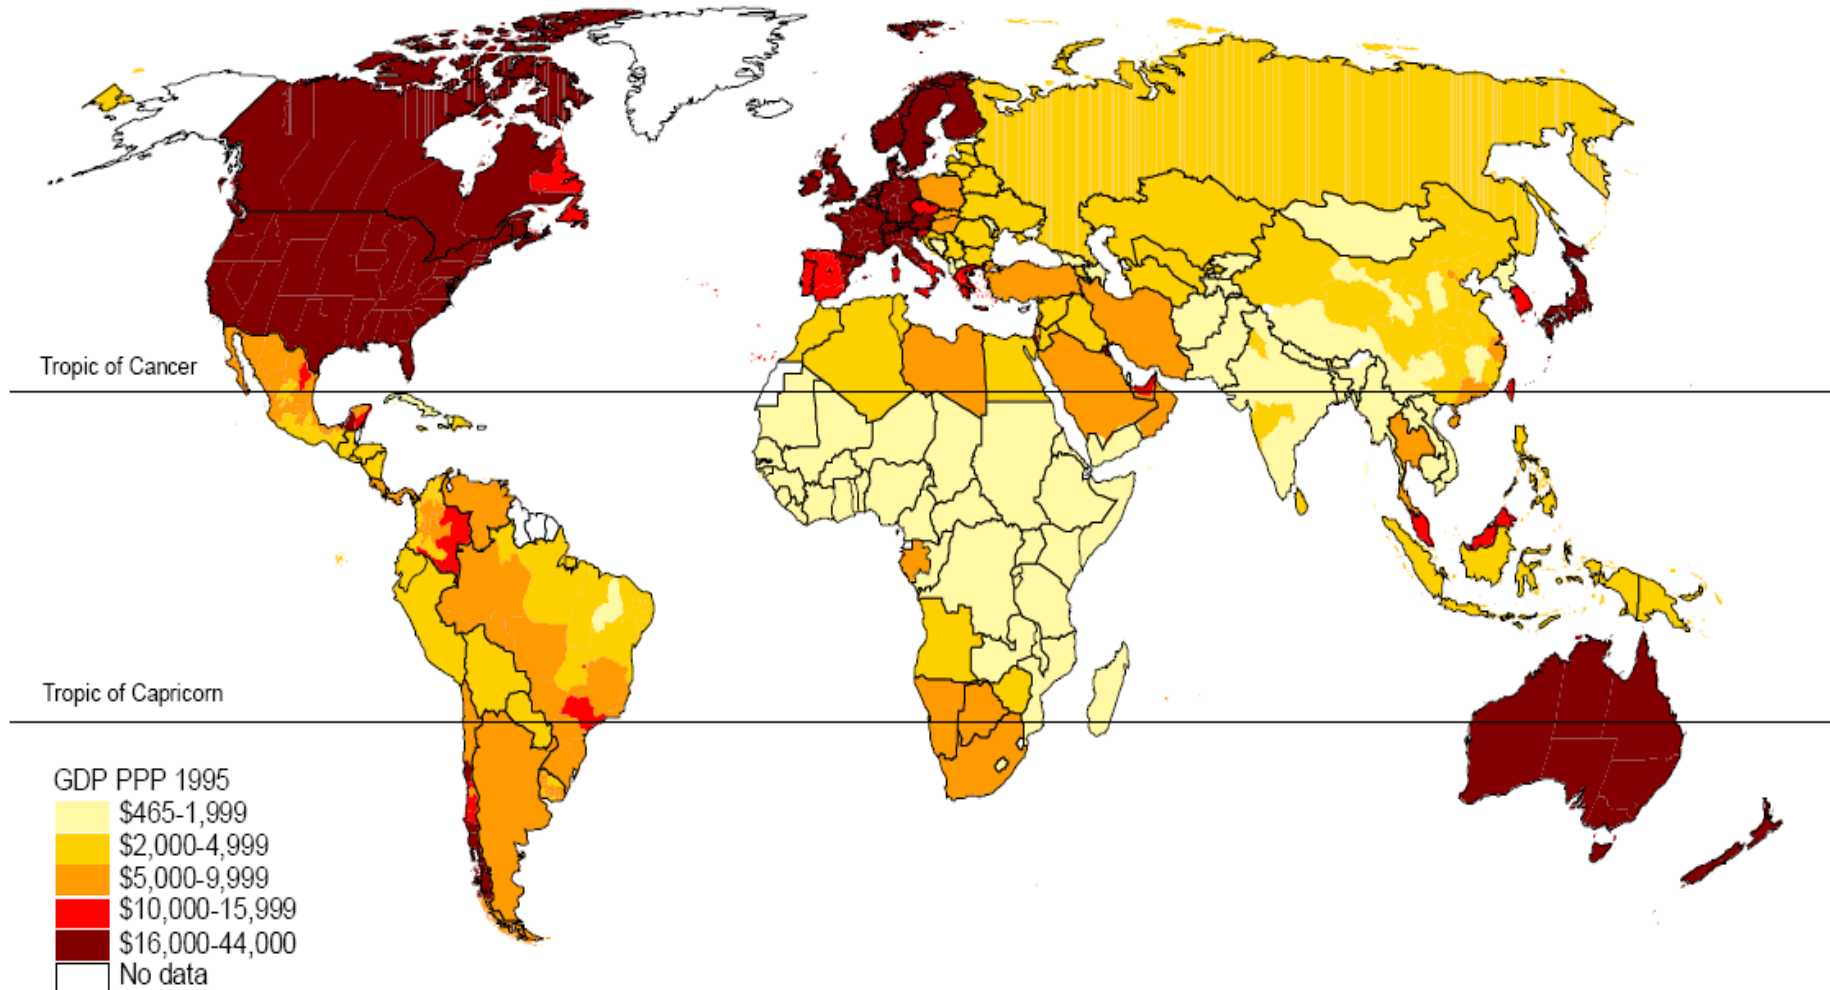 Tropic of Cancer
Tropic of Capricorn
GDP PPP 1995
$465-1,999
$2,000-4,999
$5,000-9,999
$10,000-15,999
$16,000-44,000
No data